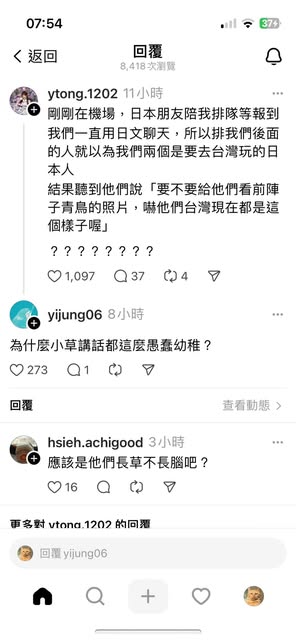 07:54
37
返回
回覆
8,418 次瀏覽
ytong.1202 11小時
剛剛在機場，日本朋友陪我排隊等報到
我們一直用日文聊天，所以排我們後面
的人就以為我們兩個是要去台灣玩的日
本人
結果聽到他們說「要不要給他們看前陣
子青鳥的照片，嚇他們台灣現在都是這
個樣子喔」
？？？？？？？？
1,097 37 4
yijung06 8小時
為什麼小草講話都這麼愚蠢幼稚？
273 1
回覆 查看動態
hsieh.achigood 3小時
應該是他們長草不長腦吧？
16
更多對 ytong.1202 的回覆
回覆 yijung06